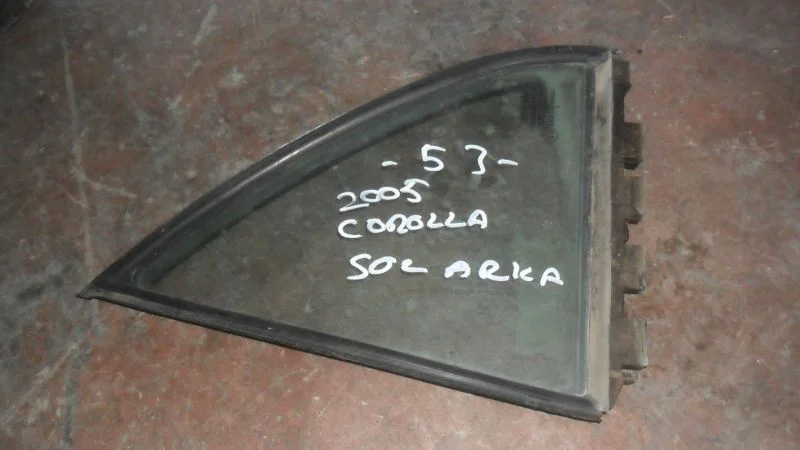 -53-
2005
COROLLA
SOL ARKA